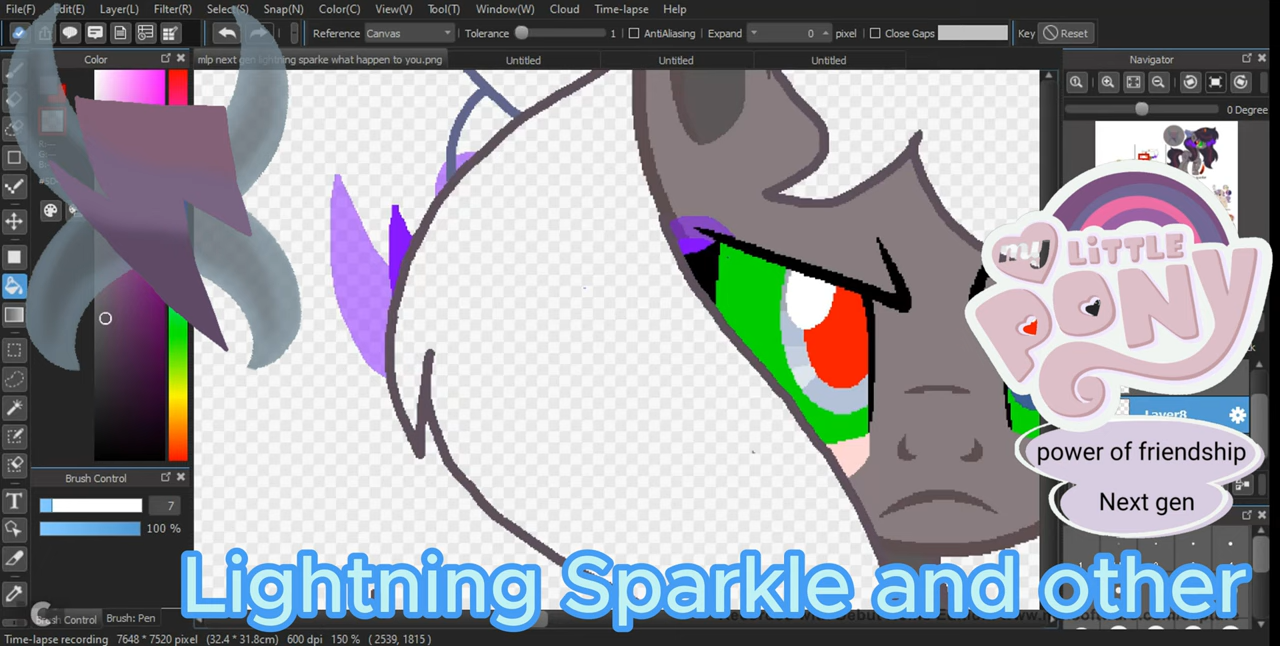 File(F) Edit(E) Layer(L) Filter(R) Select(S) Snap(N) Color(C) View(V) Tool(T) Window(W) Cloud Time-lapse Help
Reference Canvas Tolerance 1 AntiAliasing Expand 0 pixel Close Gaps Key Reset
Color mlp next gen lightning sparke what happen to you.png Untitled Untitled Untitled Navigator
0 Degree
my LITTLE
PONY
Layer8
power of friendship
Next gen
Brush Control
7
100 %
T
Lightning Sparkle and other
Brush Control Brush: Pen
Time-lapse recording 7648 * 7520 pixel (32.4 * 31.8cm) 600 dpi 150 % ( 2539, 1815 )